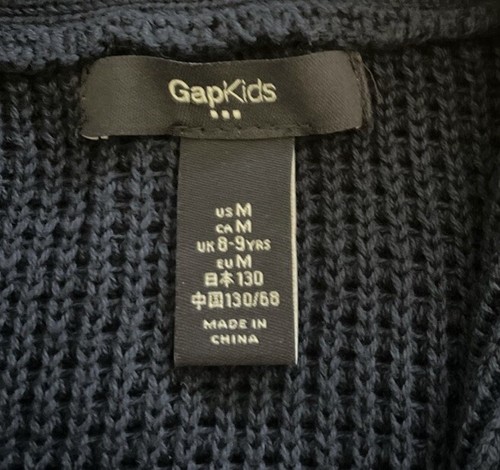 GapKids
US M
CA M
UK 8-9 YRS
EU M
日本 130
中国 130/68
MADE IN
CHINA